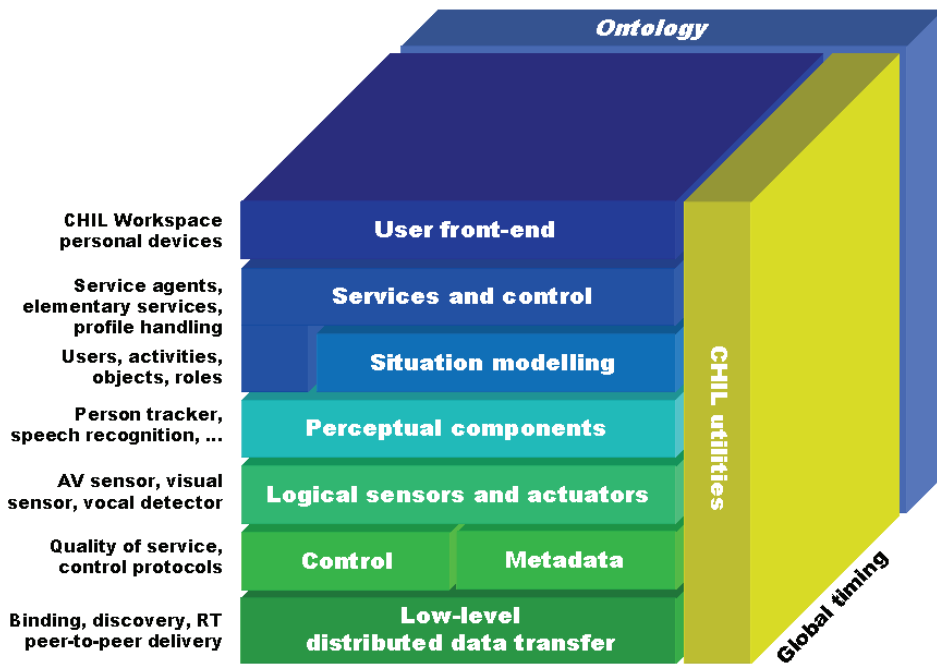 Ontology
CHIL Workspace
personal devices
User front-end
Service agents,
elementary services,
profile handling
Services and control
Users, activities,
objects, roles
Situation modelling
Person tracker,
speech recognition, ...
Perceptual components
AV sensor, visual
sensor, vocal detector
Logical sensors and actuators
Quality of service,
control protocols
Control
Metadata
Binding, discovery, RT
peer-to-peer delivery
Low-level
distributed data transfer
CHIL utilities
Global timing